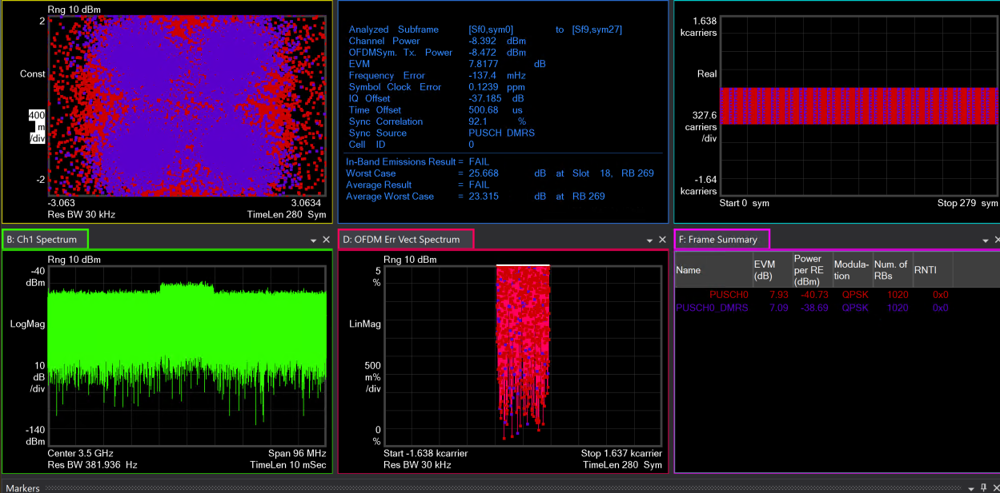 Rng 10 dBm
2
Const
400
m
/div
-2
-3.063 3.0634
Res BW 30 kHz TimeLen 280 Sym
Analyzed Subframe [Sf0,sym0] to [Sf9,sym27]
Channel Power -8.392 dBm
OFDMSym. Tx. Power -8.472 dBm
EVM 7.8177 dB
Frequency Error -137.4 mHz
Symbol Clock Error 0.1239 ppm
IQ Offset -37.185 dB
Time Offset 500.68 us
Sync Correlation 92.1 %
Sync Source PUSCH DMRS
Cell ID 0
In-Band Emissions Result = FAIL
Worst Case = 25.668 dB at Slot 18, RB 269
Average Result = FAIL
Average Worst Case = 23.315 dB at RB 269
1.638
kcarriers
Real
327.6
carriers
/div
-1.64
kcarriers
Start 0 sym Stop 279 sym
B: Ch1 Spectrum
Rng 10 dBm
-40
dBm
LogMag
10
dB
/div
-140
dBm
Center 3.5 GHz Span 96 MHz
Res BW 381.936 Hz TimeLen 10 mSec
D: OFDM Err Vect Spectrum
Rng 10 dBm
5
%
LinMag
500
m%
/div
0
%
Start -1.638 kcarrier Stop 1.637 kcarrier
Res BW 30 kHz TimeLen 280 Sym
F: Frame Summary
Name EVM (dB) Power per RE (dBm) Modula-tion Num. of RBs RNTI
PUSCH0 7.93 -40.73 QPSK 1020 0x0
PUSCH0_DMRS 7.09 -38.69 QPSK 1020 0x0
Markers